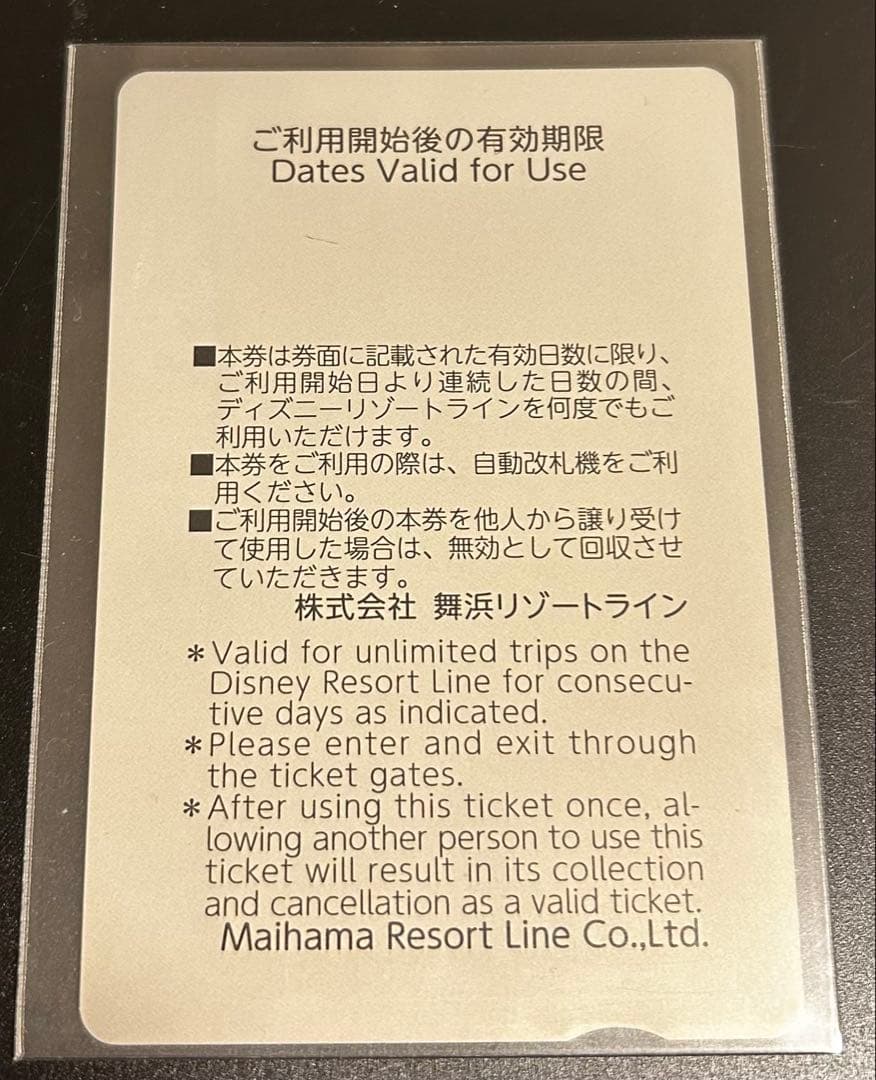 ご利用開始後の有効期限
Dates Valid for Use
■本券は券面に記載された有効日数に限り、
ご利用開始日より連続した日数の間、
ディズニーリゾートラインを何度でもご
利用いただけます。
■本券をご利用の際は、自動改札機をご利
用ください。
■ご利用開始後の本券を他人から譲り受け
て使用した場合は、無効として回収させ
ていただきます。
株式会社 舞浜リゾートライン
＊Valid for unlimited trips on the
Disney Resort Line for consecu-
tive days as indicated.
＊Please enter and exit through
the ticket gates.
＊After using this ticket once, al-
lowing another person to use this
ticket will result in its collection
and cancellation as a valid ticket.
Maihama Resort Line Co.,Ltd.